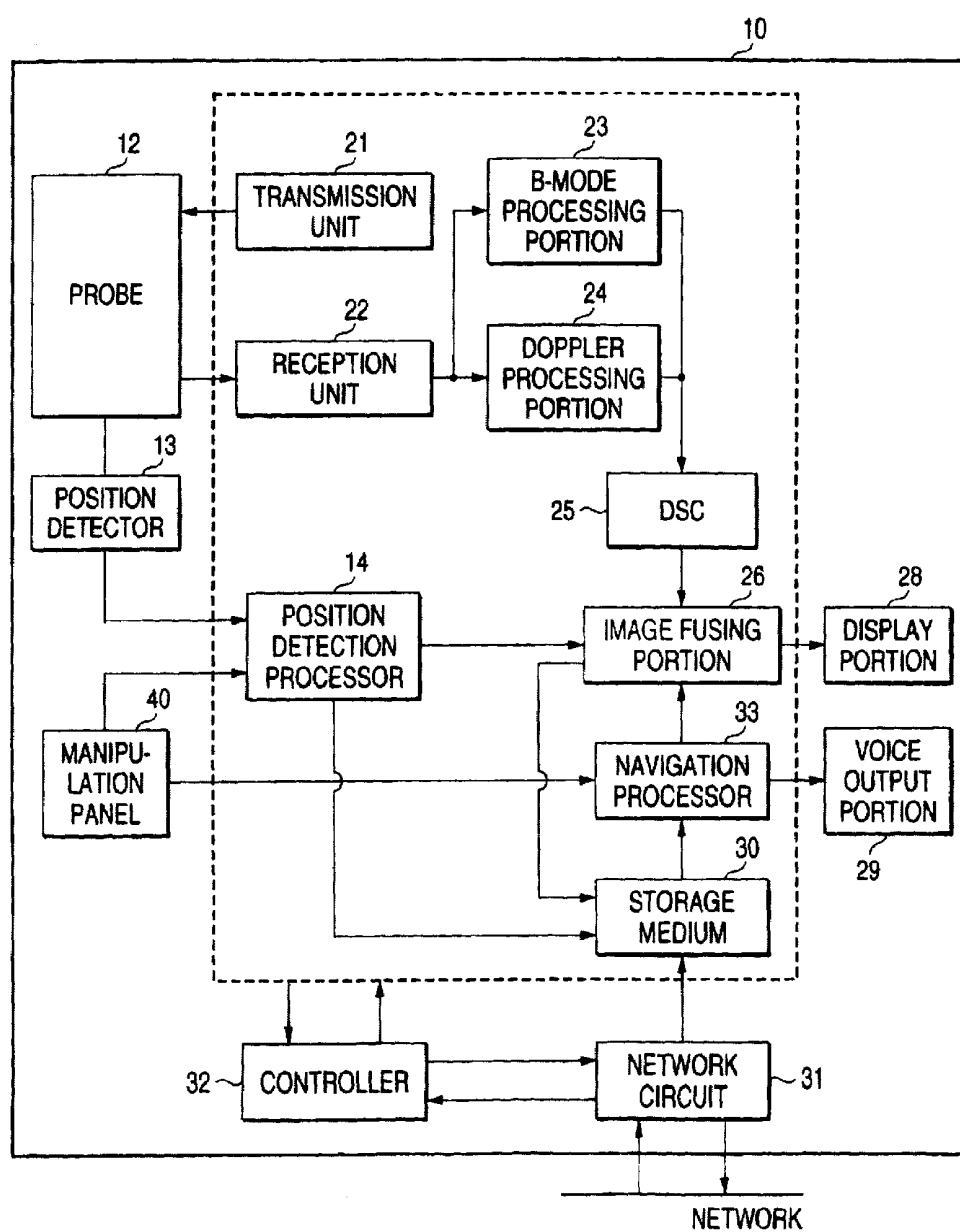 10
12
PROBE
21
TRANSMISSION
UNIT
22
RECEPTION
UNIT
23
B-MODE
PROCESSING
PORTION
24
DOPPLER
PROCESSING
PORTION
13
POSITION
DETECTOR
25
DSC
14
POSITION
DETECTION
PROCESSOR
26
IMAGE FUSING
PORTION
28
DISPLAY
PORTION
40
MANIPU-
LATION
PANEL
33
NAVIGATION
PROCESSOR
VOICE
OUTPUT
PORTION
29
30
STORAGE
MEDIUM
32
CONTROLLER
NETWORK
CIRCUIT
31
NETWORK